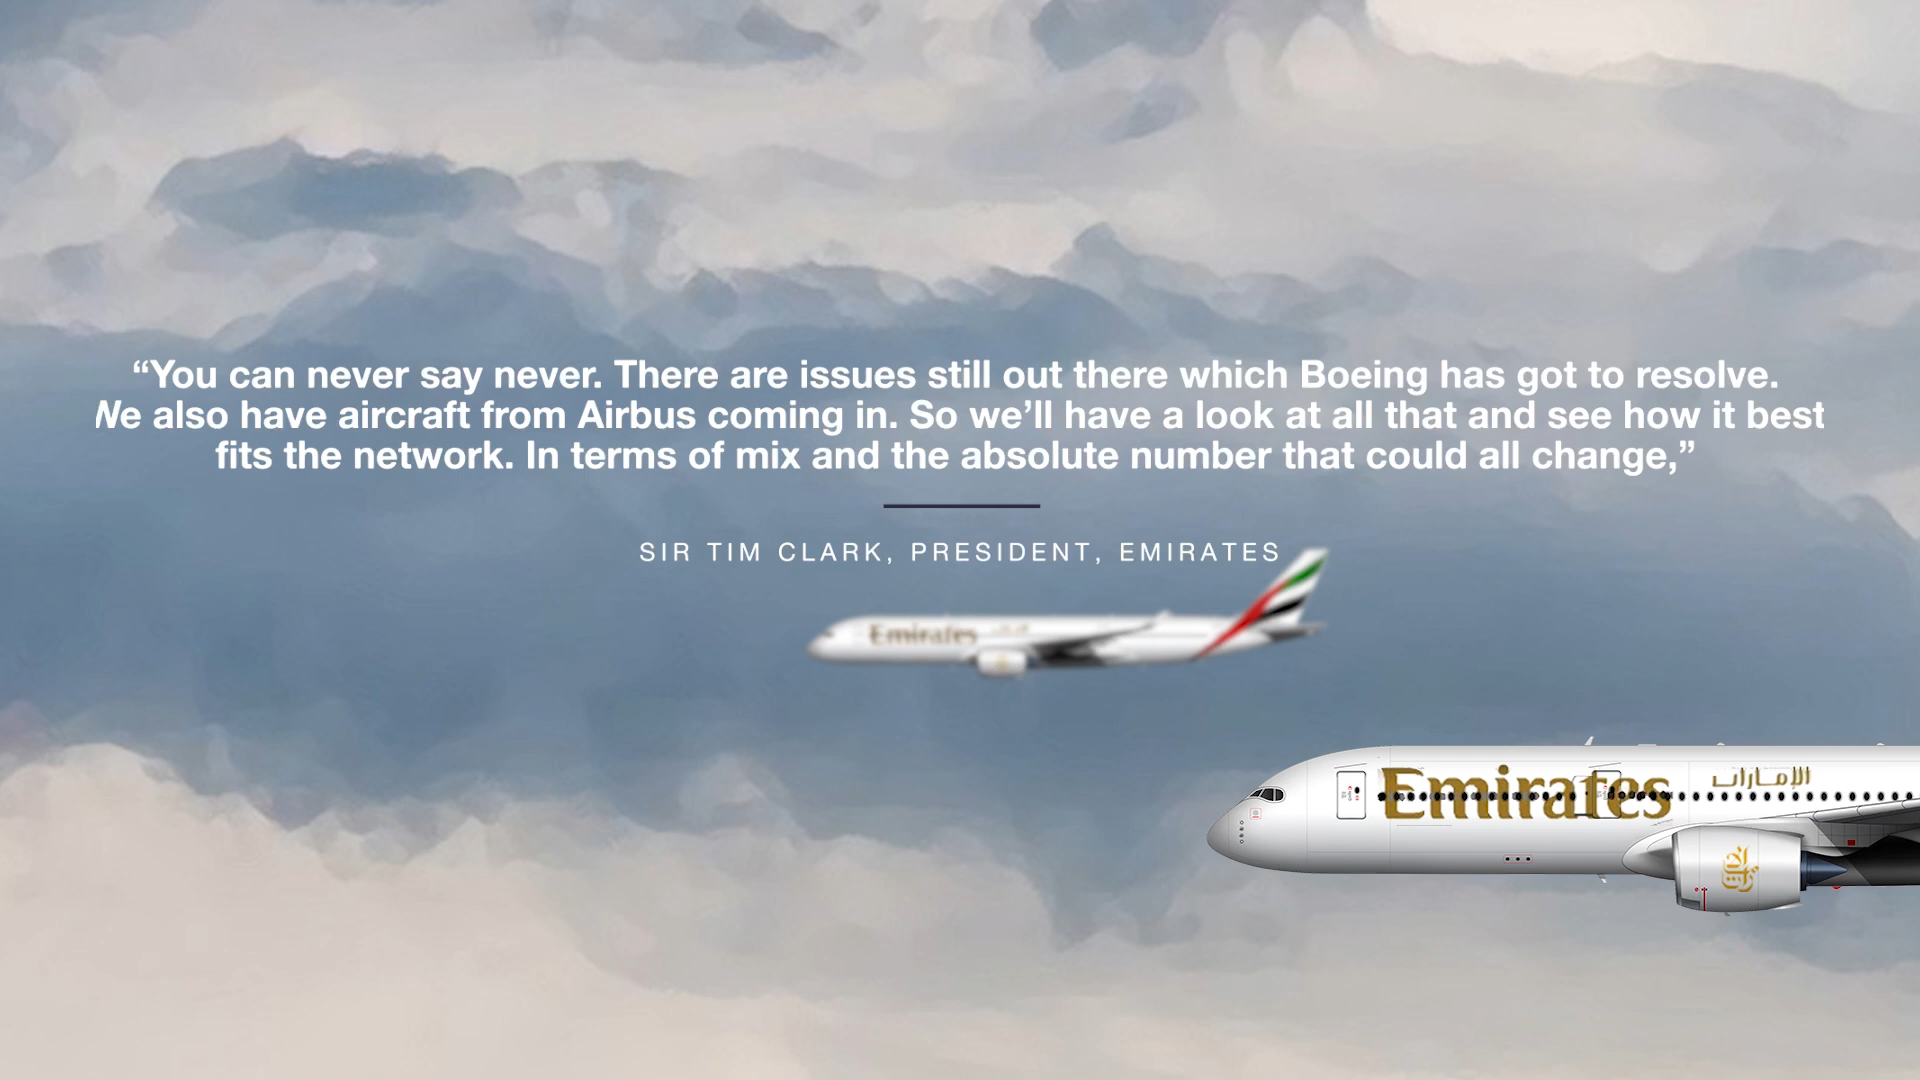 “You can never say never. There are issues still out there which Boeing has got to resolve.
We also have aircraft from Airbus coming in. So we’ll have a look at all that and see how it best
fits the network. In terms of mix and the absolute number that could all change,”
SIR TIM CLARK, PRESIDENT, EMIRATES
Emirates
Emirates الإمارات